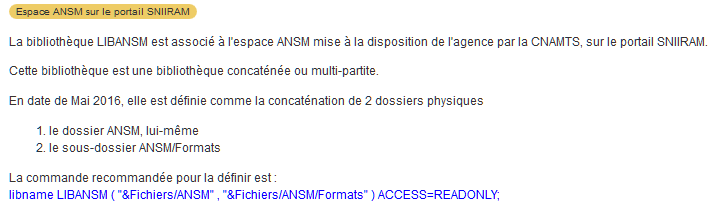 Espace ANSM sur le portail SNIIRAM
La bibliothèque LIBANSM est associé à l'espace ANSM mise à la disposition de l'agence par la CNAMTS, sur le portail SNIIRAM.
Cette bibliothèque est une bibliothèque concaténée ou multi-partite.
En date de Mai 2016, elle est définie comme la concaténation de 2 dossiers physiques
1. le dossier ANSM, lui-même
2. le sous-dossier ANSM/Formats
La commande recommandée pour la définir est :
libname LIBANSM ( "&Fichiers/ANSM" , "&Fichiers/ANSM/Formats" ) ACCESS=READONLY;